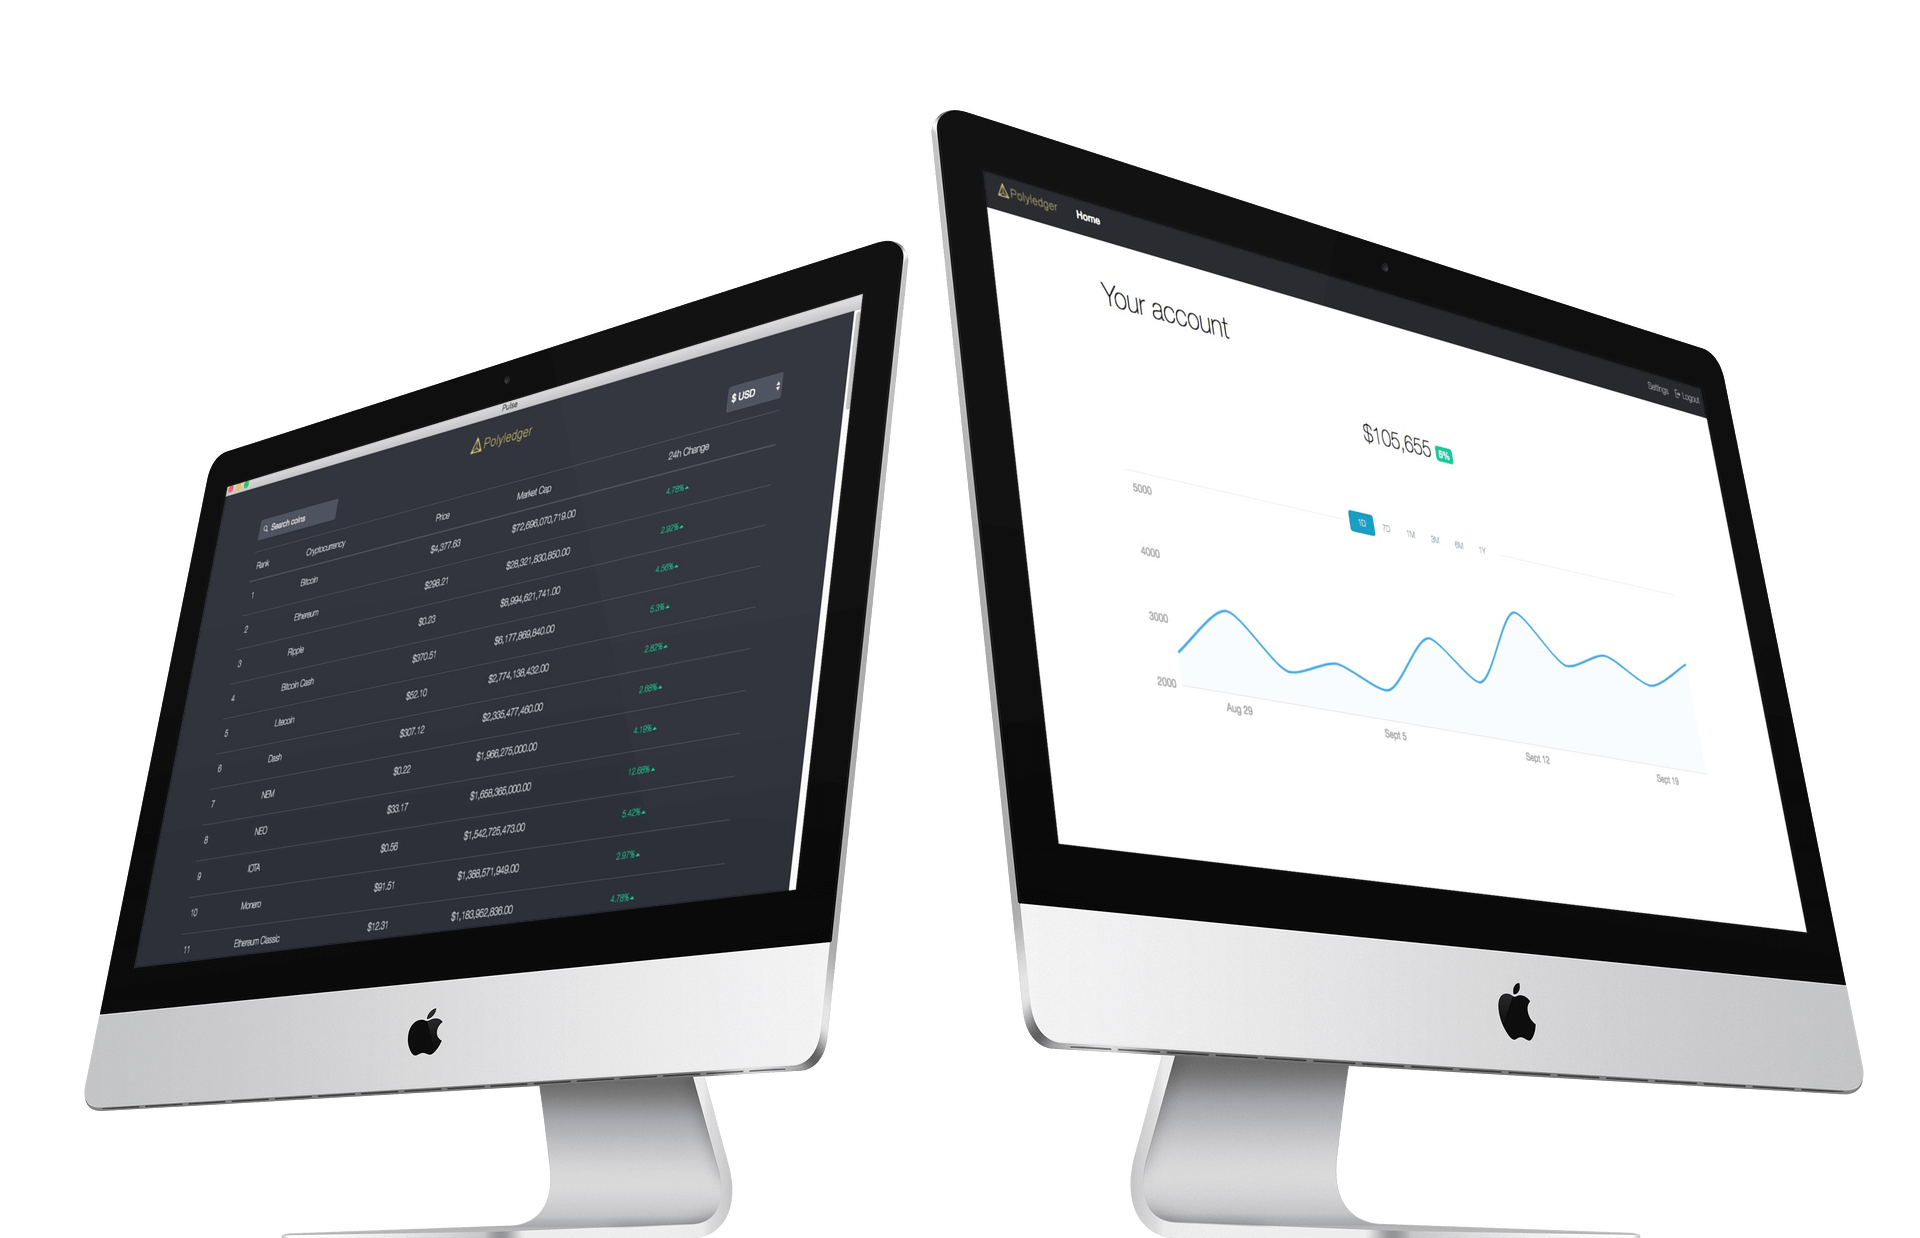 Pulse
Polyledger
$ USD
Search coins
Rank Cryptocurrency Price Market Cap 24h Change
1 Bitcoin $4,377.63 $72,696,070,719.00 4.78%
2 Ethereum $298.21 $28,321,830,850.00 2.92%
3 Ripple $0.23 $8,994,621,741.00 4.56%
4 Bitcoin Cash $370.51 $6,177,869,840.00 5.3%
5 Litecoin $52.10 $2,774,138,432.00 2.82%
6 Dash $307.12 $2,335,477,460.00 2.68%
7 NEM $0.22 $1,966,275,000.00 4.19%
8 NEO $33.17 $1,658,365,000.00 12.66%
9 IOTA $0.56 $1,542,725,473.00 5.42%
10 Monero $91.51 $1,388,571,949.00 2.97%
11 Ethereum Classic $12.31 $1,183,952,836.00 4.78%
Polyledger Home
Settings Logout
Your account
$105,655 5%
1D 7D 1M 3M 6M 1Y
5000
4000
3000
2000
Aug 29 Sept 5 Sept 12 Sept 19